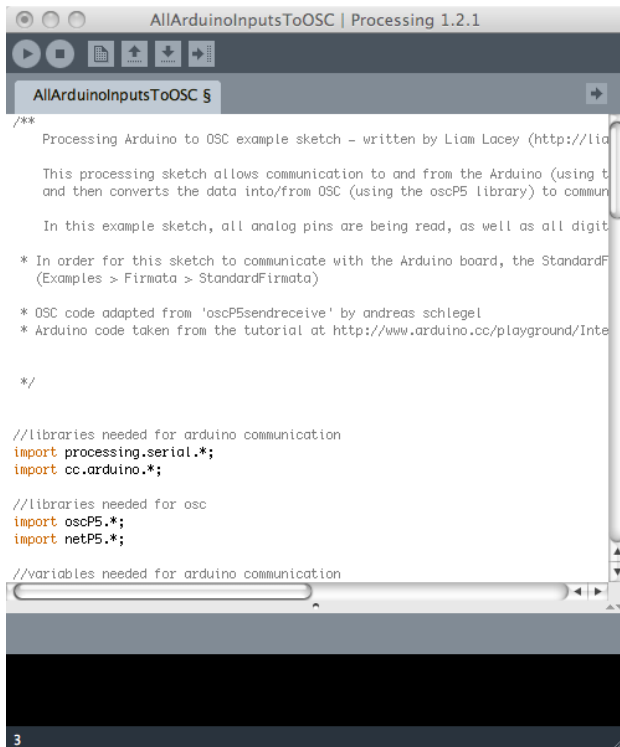 AllArduinoInputsToOSC | Processing 1.2.1
AllArduinoInputsToOSC §
/**
Processing Arduino to OSC example sketch – written by Liam Lacey (http://lia
This processing sketch allows communication to and from the Arduino (using t
and then converts the data into/from OSC (using the oscP5 library) to commun
In this example sketch, all analog pins are being read, as well as all digit
* In order for this sketch to communicate with the Arduino board, the StandardF
(Examples > Firmata > StandardFirmata)
* OSC code adapted from 'oscP5sendreceive' by andreas schlegel
* Arduino code taken from the tutorial at http://www.arduino.cc/playground/Inte
*/
//libraries needed for arduino communication
import processing.serial.*;
import cc.arduino.*;
//libraries needed for osc
import oscP5.*;
import netP5.*;
//variables needed for arduino communication
3